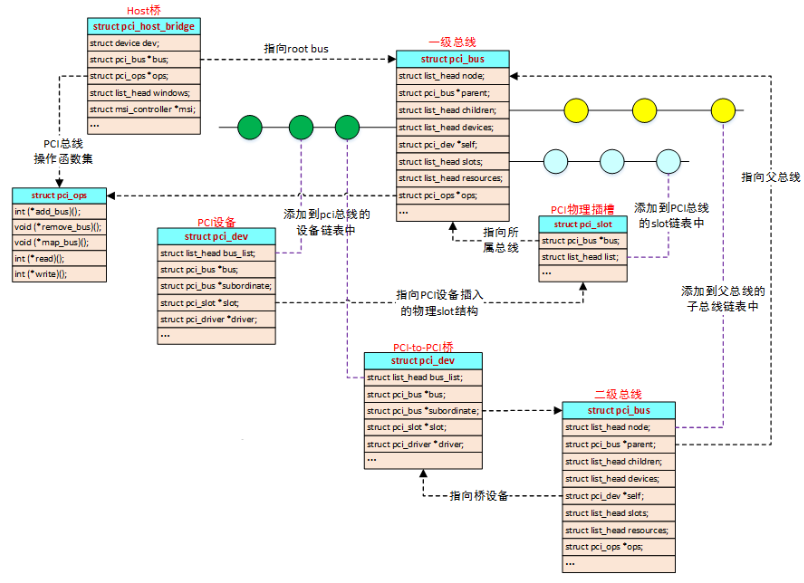 Host桥
struct pci_host_bridge
struct device dev;
struct pci_bus *bus;
struct pci_ops *ops;
struct list_head windows;
struct msi_controller *msi;
...
指向root bus
一级总线
struct pci_bus
struct list_head node;
struct pci_bus *parent;
struct list_head children;
struct list_head devices;
struct pci_dev *self;
struct list_head slots;
struct list_head resources;
struct pci_ops *ops;
...
PCI总线
操作函数集
struct pci_ops
int (*add_bus)();
void (*remove_bus)();
void (*map_bus)();
int (*read)();
int (*write)();
PCI设备
struct pci_dev
struct list_head bus_list;
struct pci_bus *bus;
struct pci_bus *subordinate;
struct pci_slot *slot;
struct pci_driver *driver;
...
添加到pci总线的
设备链表中
指向所
属总线
PCI物理插槽
struct pci_slot
struct pci_bus *bus;
struct list_head list;
...
添加到PCI总线
的slot链表中
指向父总线
指向PCI设备插入
的物理slot结构
添加到父总线的
子总线链表中
PCI-to-PCI桥
struct pci_dev
struct list_head bus_list;
struct pci_bus *bus;
struct pci_bus *subordinate;
struct pci_slot *slot;
struct pci_driver *driver;
...
指向桥设备
二级总线
struct pci_bus
struct list_head node;
struct pci_bus *parent;
struct list_head children;
struct list_head devices;
struct pci_dev *self;
struct list_head slots;
struct list_head resources;
struct pci_ops *ops;
...